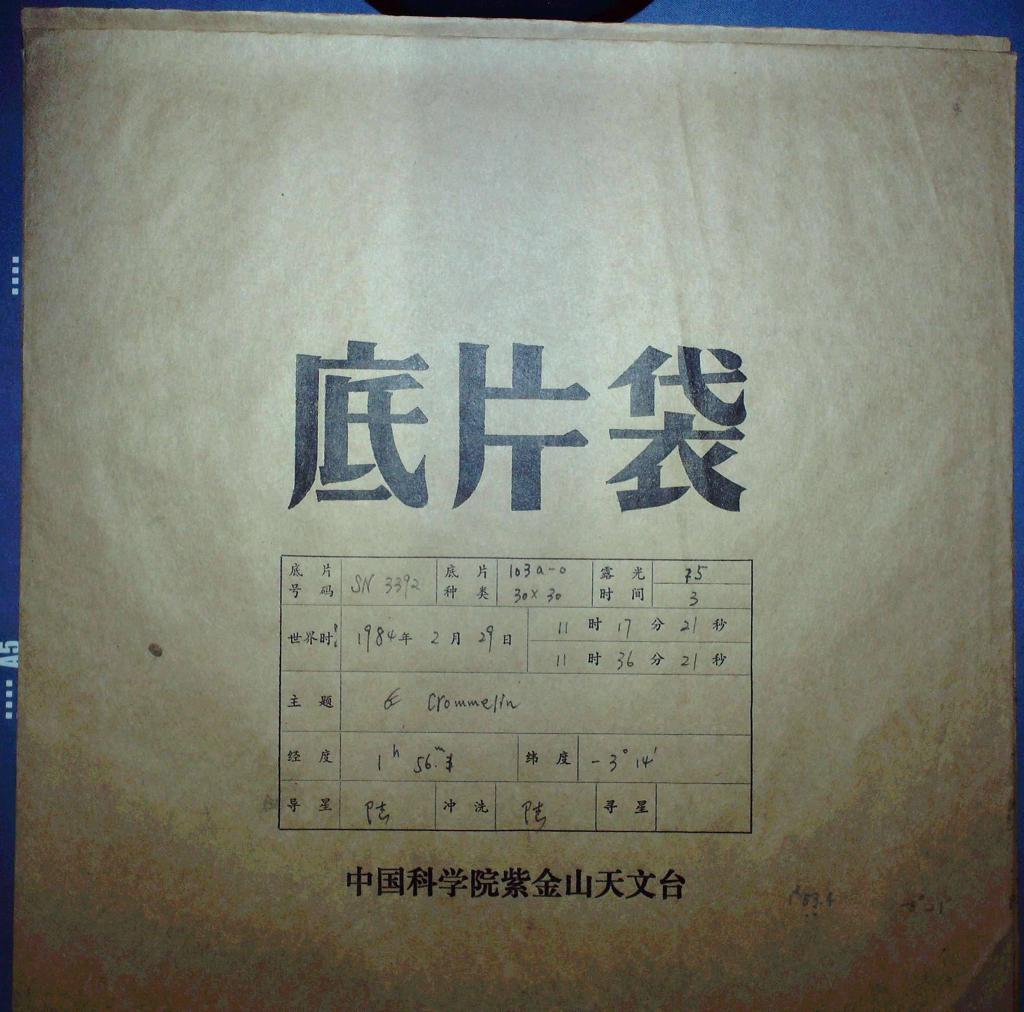 底片袋
底片号码 SN 3392 底片种类 103a-0 30×30 露光时间 75 3
世界时: 1984年 2月 29日 11时 17分 21秒
11时 36分 21秒
主题 Crommelin
经度 1h 56m. 纬度 -3° 14'
导星 陆 冲洗 陆 寻星
中国科学院紫金山天文台
A5